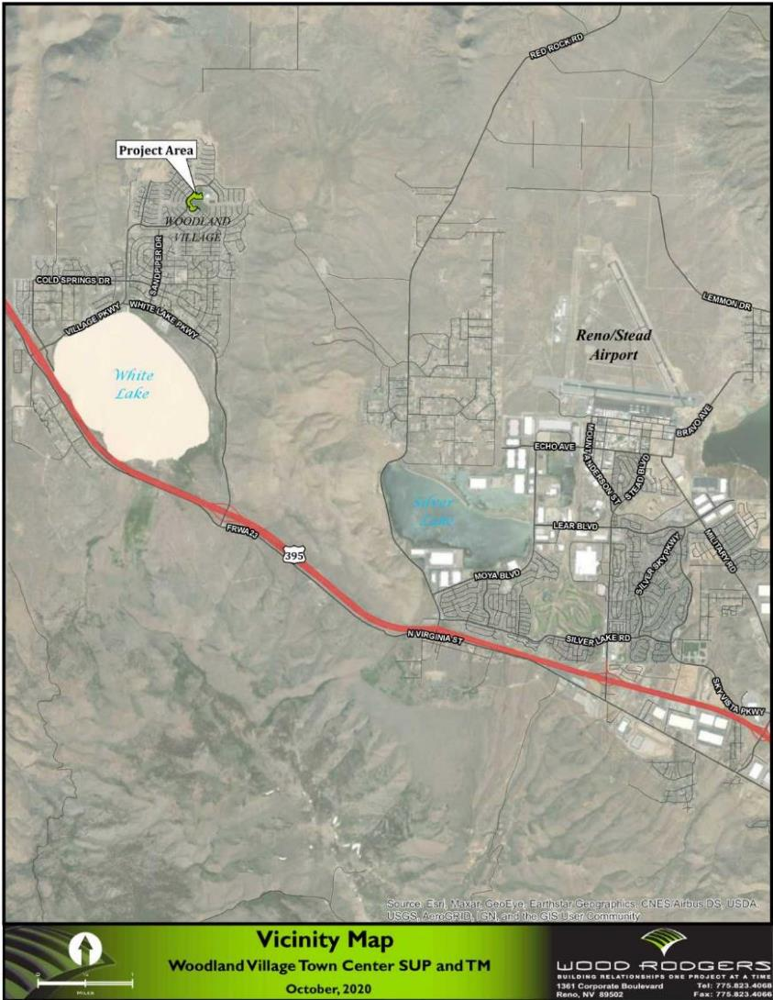 RED ROCK RD
Project Area
WOODLAND
VILLAGE
SANDPIPER DR
COLD SPRINGS DR
VILLAGE PKWY
WHITE LAKE PKWY
LEMMON DR
Reno/Stead
Airport
White
Lake
BRAVO AVE
ECHO AVE
MOUNT ANDERSON ST
STEAD BLVD
Silver
Lake
LEAR BLVD
MILITARY RD
SILVER SKY PKWY
FRWA23
395
MOYA BLVD
N VIRGINIA ST
SILVER LAKE RD
SKY VISTA PKWY
Source: Esri, Maxar, GeoEye, Earthstar Geographics, CNES/Airbus DS, USDA,
USGS, AeroGRID, IGN, and the GIS User Community
Vicinity Map
Woodland Village Town Center SUP and TM
October, 2020
0
1
MILES
WOOD RODGERS
BUILDING RELATIONSHIPS ONE PROJECT AT A TIME
1361 Corporate Boulevard Tel: 775.823.4068
Reno, NV 89502 Fax: 775.823.4066